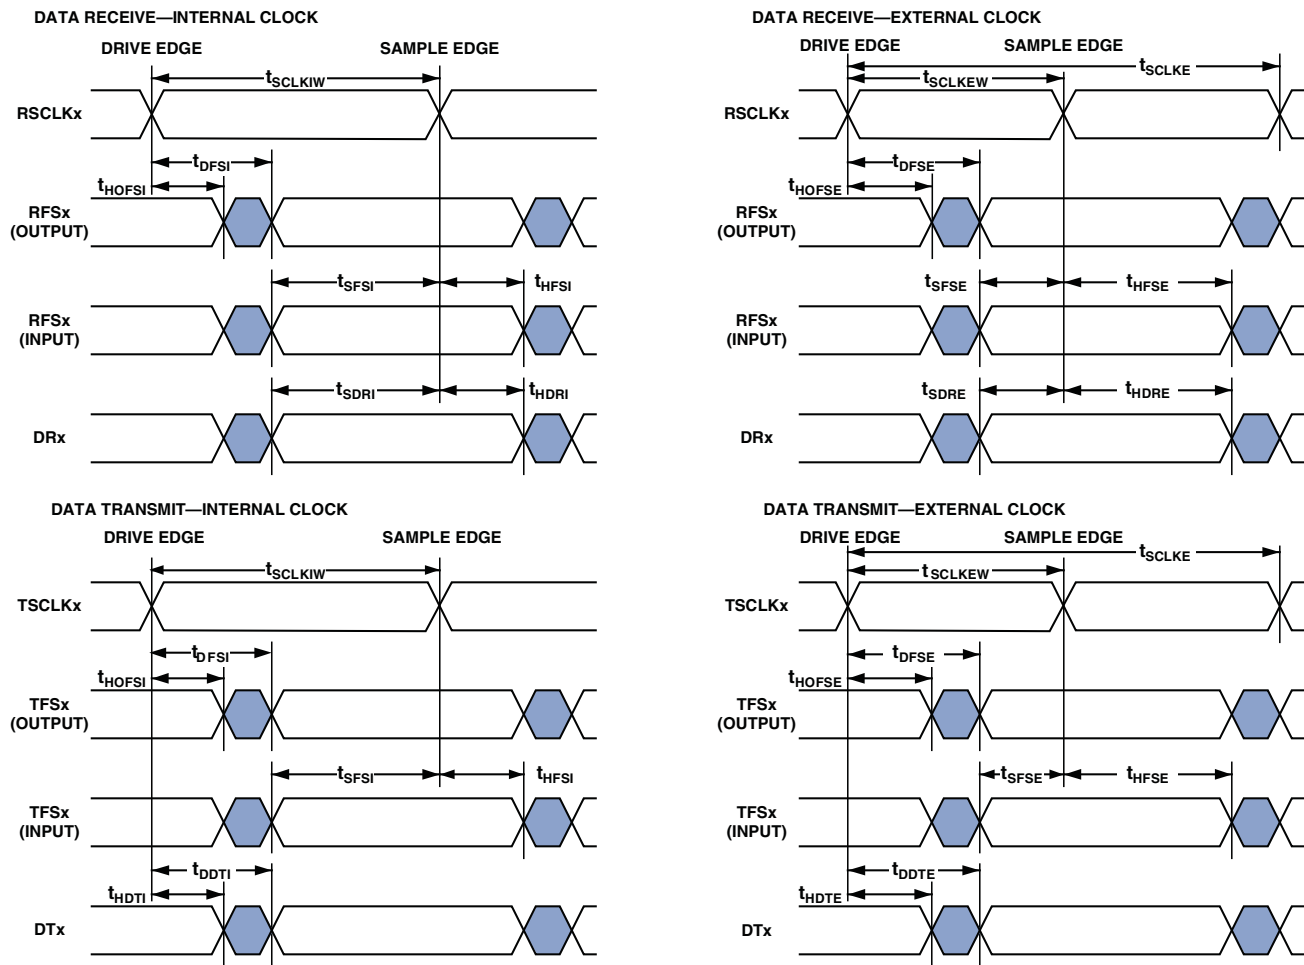 DATA RECEIVE—INTERNAL CLOCK
DRIVE EDGE SAMPLE EDGE
tSCLKIW
RSCLKx
tDFSI
tHOFSI
RFSx
(OUTPUT)
tSFSI tHFSI
RFSx
(INPUT)
tSDRI tHDRI
DRx
DATA RECEIVE—EXTERNAL CLOCK
DRIVE EDGE SAMPLE EDGE
tSCLKE
tSCLKEW
RSCLKx
tDFSE
tHOFSE
RFSx
(OUTPUT)
tSFSE tHFSE
RFSx
(INPUT)
tSDRE tHDRE
DRx
DATA TRANSMIT—INTERNAL CLOCK
DRIVE EDGE SAMPLE EDGE
tSCLKIW
TSCLKx
tDFSI
tHOFSI
TFSx
(OUTPUT)
tSFSI tHFSI
TFSx
(INPUT)
tDDTI
tHDTI
DTx
DATA TRANSMIT—EXTERNAL CLOCK
DRIVE EDGE SAMPLE EDGE
tSCLKE
tSCLKEW
TSCLKx
tDFSE
tHOFSE
TFSx
(OUTPUT)
tSFSE tHFSE
TFSx
(INPUT)
tDDTE
tHDTE
DTx